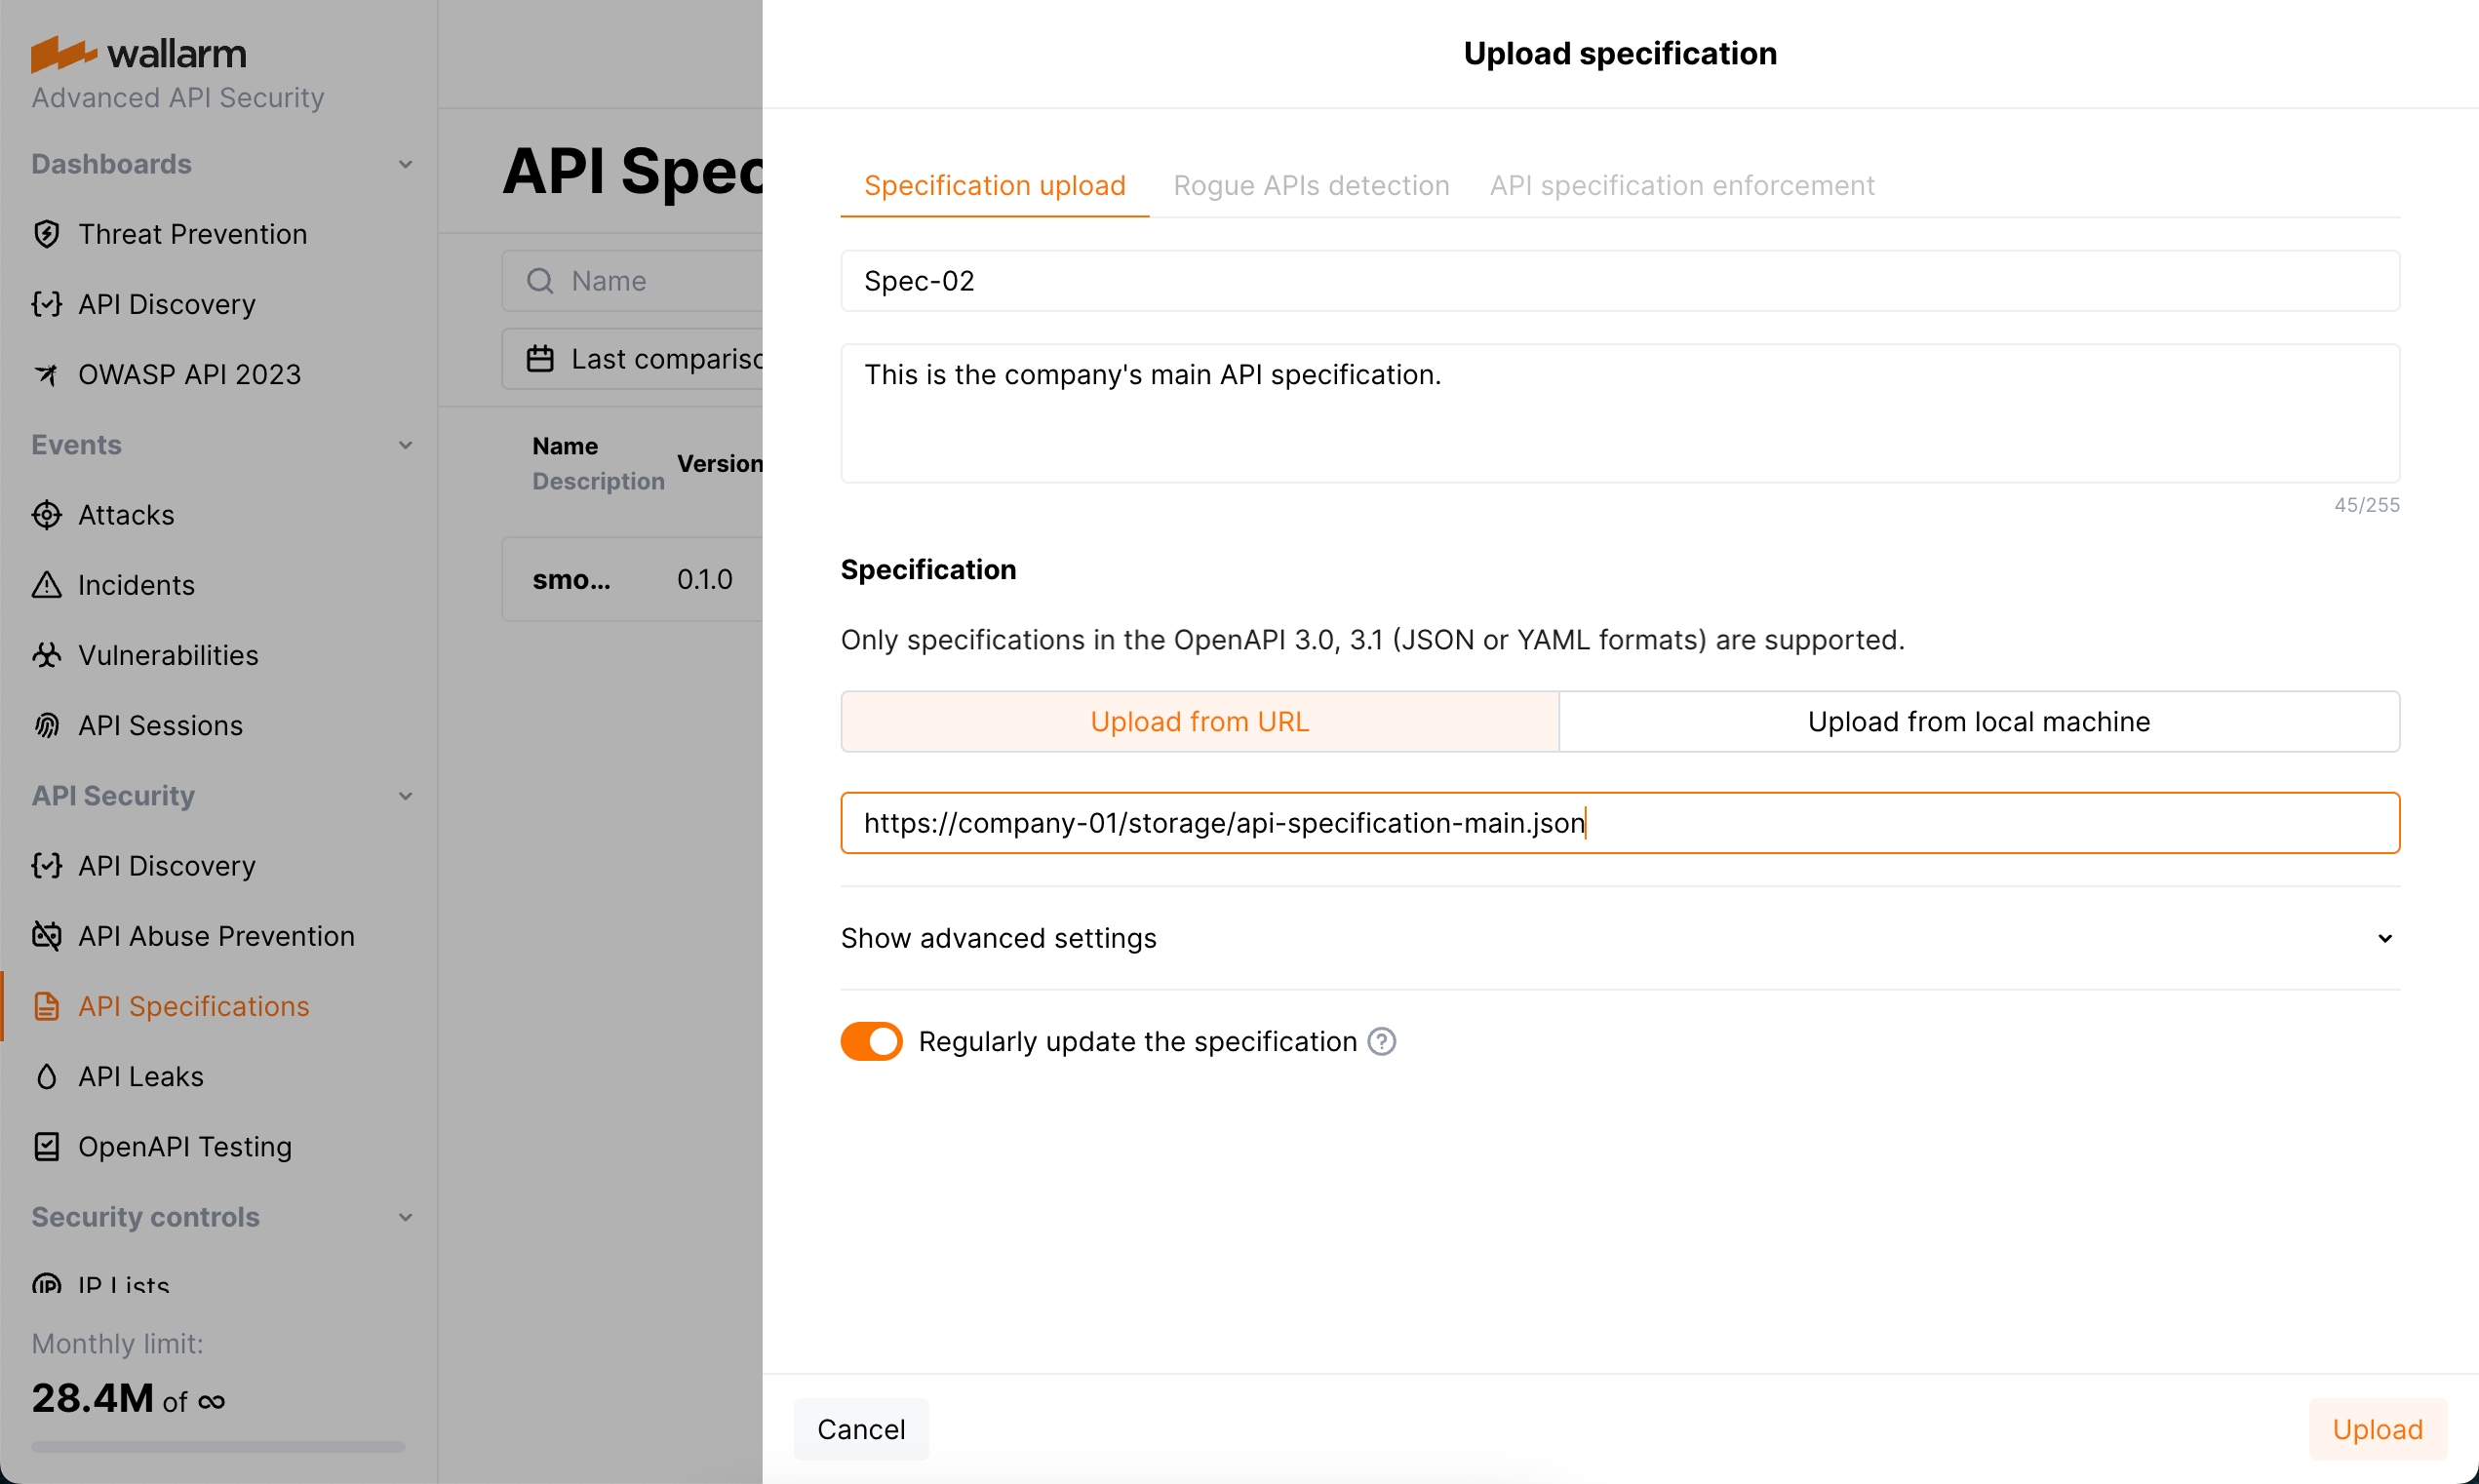 wallarm
Advanced API Security
Dashboards
Threat Prevention
API Discovery
OWASP API 2023
Events
Attacks
Incidents
Vulnerabilities
API Sessions
API Security
API Discovery
API Abuse Prevention
API Specifications
API Leaks
OpenAPI Testing
Security controls
IP Lists
Monthly limit:
28.4M of ∞
API Spec
Name
Last compariso
Name
Description
Version
smo...
0.1.0
Upload specification
Specification upload
Rogue APIs detection
API specification enforcement
Spec-02
This is the company's main API specification.
45/255
Specification
Only specifications in the OpenAPI 3.0, 3.1 (JSON or YAML formats) are supported.
Upload from URL
Upload from local machine
https://company-01/storage/api-specification-main.json
Show advanced settings
Regularly update the specification
Cancel
Upload